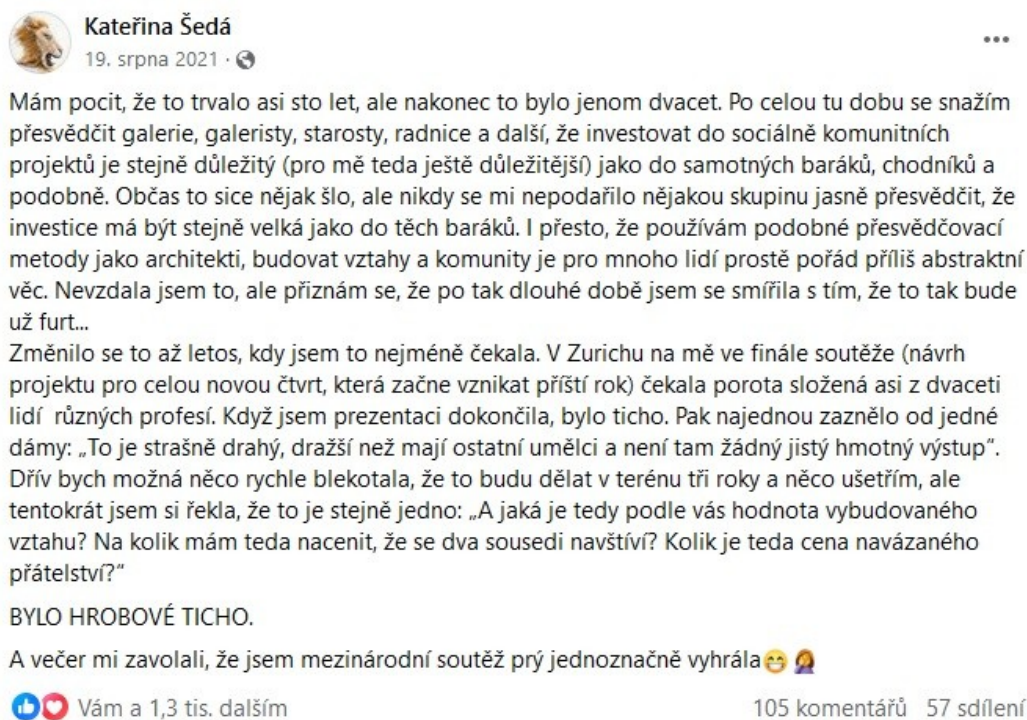 Kateřina Šedá
19. srpna 2021 ·
Mám pocit, že to trvalo asi sto let, ale nakonec to bylo jenom dvacet. Po celou tu dobu se snažím
přesvědčit galerie, galeristy, starosty, radnice a další, že investovat do sociálně komunitních
projektů je stejně důležitý (pro mě teda ještě důležitější) jako do samotných baráků, chodníků a
podobně. Občas to sice nějak šlo, ale nikdy se mi nepodařilo nějakou skupinu jasně přesvědčit, že
investice má být stejně velká jako do těch baráků. I přesto, že používám podobné přesvědčovací
metody jako architekti, budovat vztahy a komunity je pro mnoho lidí prostě pořád příliš abstraktní
věc. Nevzdala jsem to, ale přiznám se, že po tak dlouhé době jsem se smířila s tím, že to tak bude
už furt...
Změnilo se to až letos, kdy jsem to nejméně čekala. V Zurichu na mě ve finále soutěže (návrh
projektu pro celou novou čtvrt, která začne vznikat příští rok) čekala porota složená asi z dvaceti
lidí  různých profesí. Když jsem prezentaci dokončila, bylo ticho. Pak najednou zaznělo od jedné
dámy: „To je strašně drahý, dražší než mají ostatní umělci a není tam žádný jistý hmotný výstup“.
Dřív bych možná něco rychle blekotala, že to budu dělat v terénu tři roky a něco ušetřím, ale
tentokrát jsem si řekla, že to je stejně jedno: „A jaká je tedy podle vás hodnota vybudovaného
vztahu? Na kolik mám teda nacenit, že se dva sousedi navštíví? Kolik je teda cena navázaného
přátelství?“
BYLO HROBOVÉ TICHO.
A večer mi zavolali, že jsem mezinárodní soutěž prý jednoznačně vyhrála😁 🤦‍♀️
Vám a 1,3 tis. dalším
105 komentářů 57 sdílení